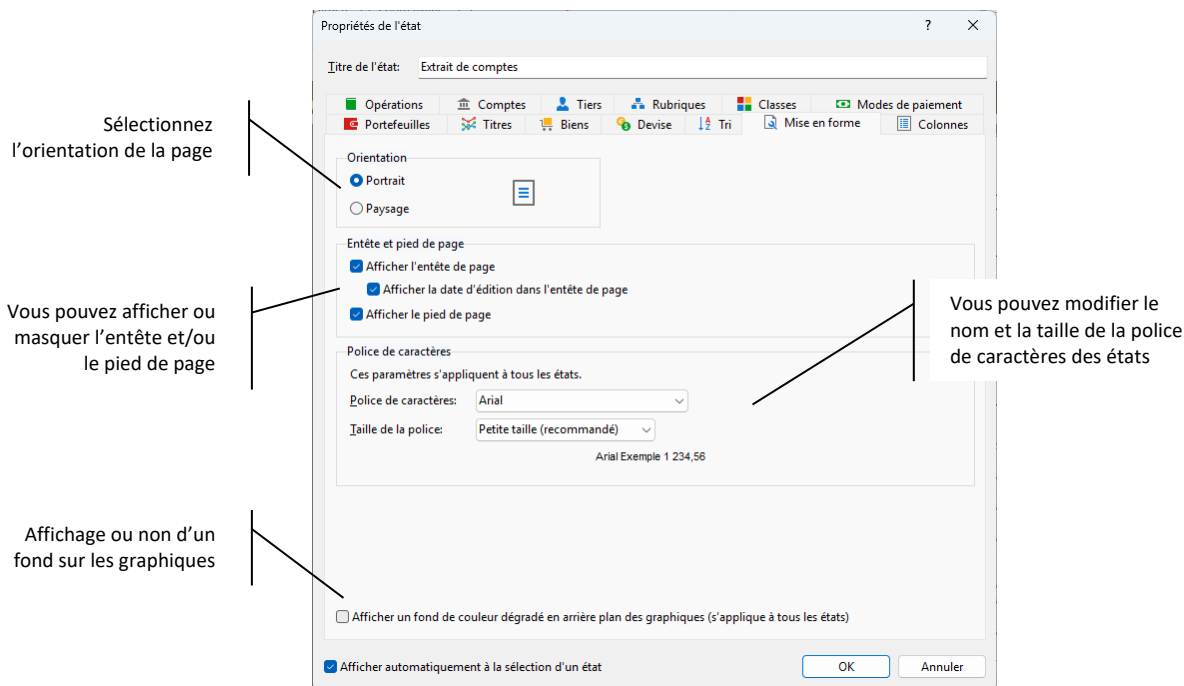 Propriétés de l'état
?
Titre de l'état: Extrait de comptes
Opérations Comptes Tiers Rubriques Classes Modes de paiement
Portefeuilles Titres Biens Devise Tri Mise en forme Colonnes
Sélectionnez
l’orientation de la page
Orientation
Portrait
Paysage
Entête et pied de page
Afficher l'entête de page
Afficher la date d'édition dans l'entête de page
Afficher le pied de page
Vous pouvez afficher ou
masquer l’entête et/ou
le pied de page
Vous pouvez modifier le
nom et la taille de la police
de caractères des états
Police de caractères
Ces paramètres s'appliquent à tous les états.
Police de caractères: Arial
Taille de la police: Petite taille (recommandé)
Arial Exemple 1 234,56
Affichage ou non d’un
fond sur les graphiques
Afficher un fond de couleur dégradé en arrière plan des graphiques (s'applique à tous les états)
Afficher automatiquement à la sélection d'un état
OK Annuler